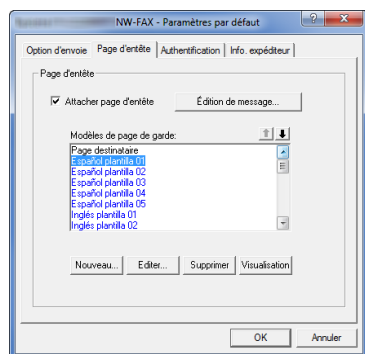 NW-FAX - Paramètres par défaut
Option d'envoie Page d'entête Authentification Info. expéditeur
Page d'entête
Attacher page d'entête Édition de message...
Modèles de page de garde:
Page destinataire
Español plantilla 01
Español plantilla 02
Español plantilla 03
Español plantilla 04
Español plantilla 05
Inglés plantilla 01
Inglés plantilla 02
Nouveau... Editer... Supprimer Visualisation
OK Annuler